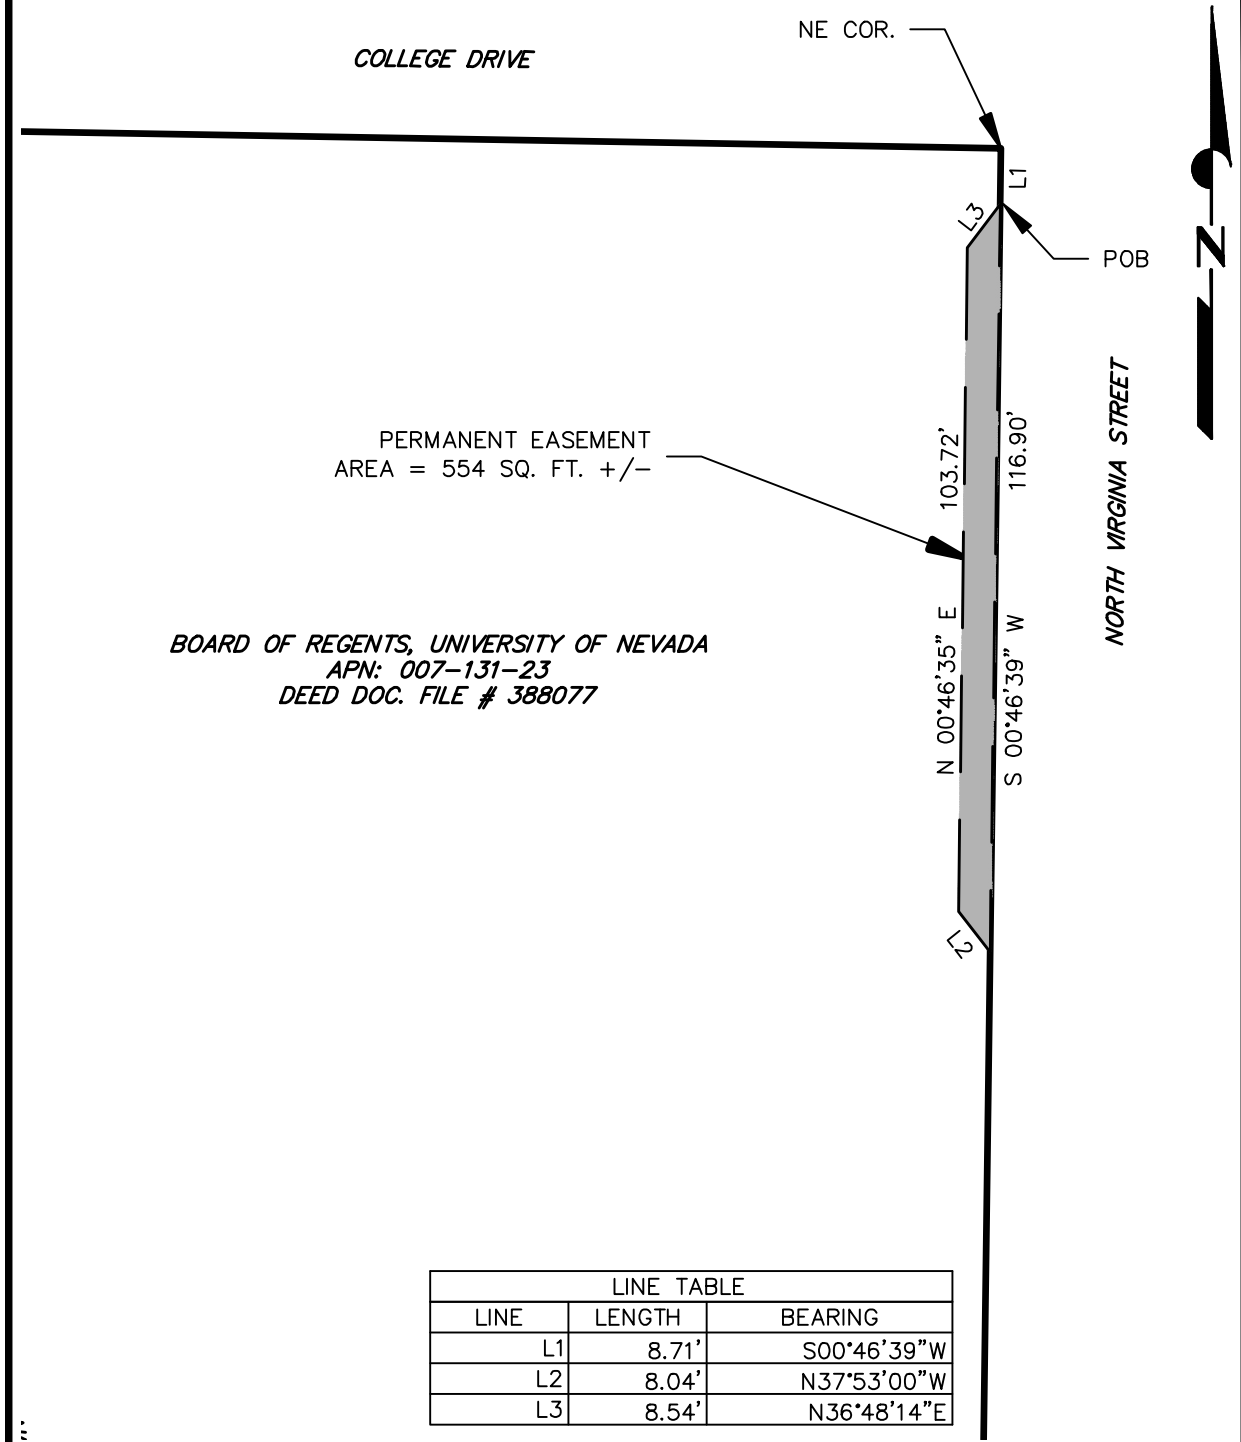 NE COR.
COLLEGE DRIVE
L1
L3
POB
N
NORTH VIRGINIA STREET
PERMANENT EASEMENT
AREA = 554 SQ. FT. +/-
103.72'
116.90'
N 00°46'35" E
S 00°46'39" W
BOARD OF REGENTS, UNIVERSITY OF NEVADA
APN: 007-131-23
DEED DOC. FILE # 388077
L2
LINE TABLE
LINE LENGTH BEARING
L1 8.71' S00°46'39"W
L2 8.04' N37°53'00"W
L3 8.54' N36°48'14"E